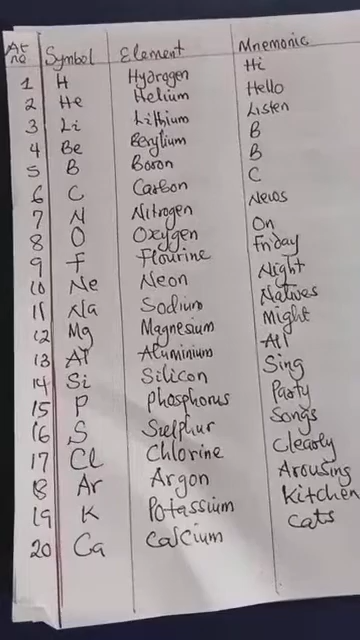 At no Symbol Element Mnemonic
1 H Hydrogen Hi
2 He Helium Hello
3 Li Lithium Listen
4 Be Berylium B
5 B Boron B
6 C Carbon C
7 N Nitrogen News
8 O Oxygen On
9 f Flourine Friday
10 Ne Neon Night
11 Na Sodium Natives
12 Mg Magnesium Might
13 Al Aluminium All
14 Si Silicon Sing
15 P Phosphorus Party
16 S Sulphur Songs
17 Cl Chlorine Clearly
18 Ar Argon Arousing
19 K Potassium Kitchen
20 Ca Calcium Cats